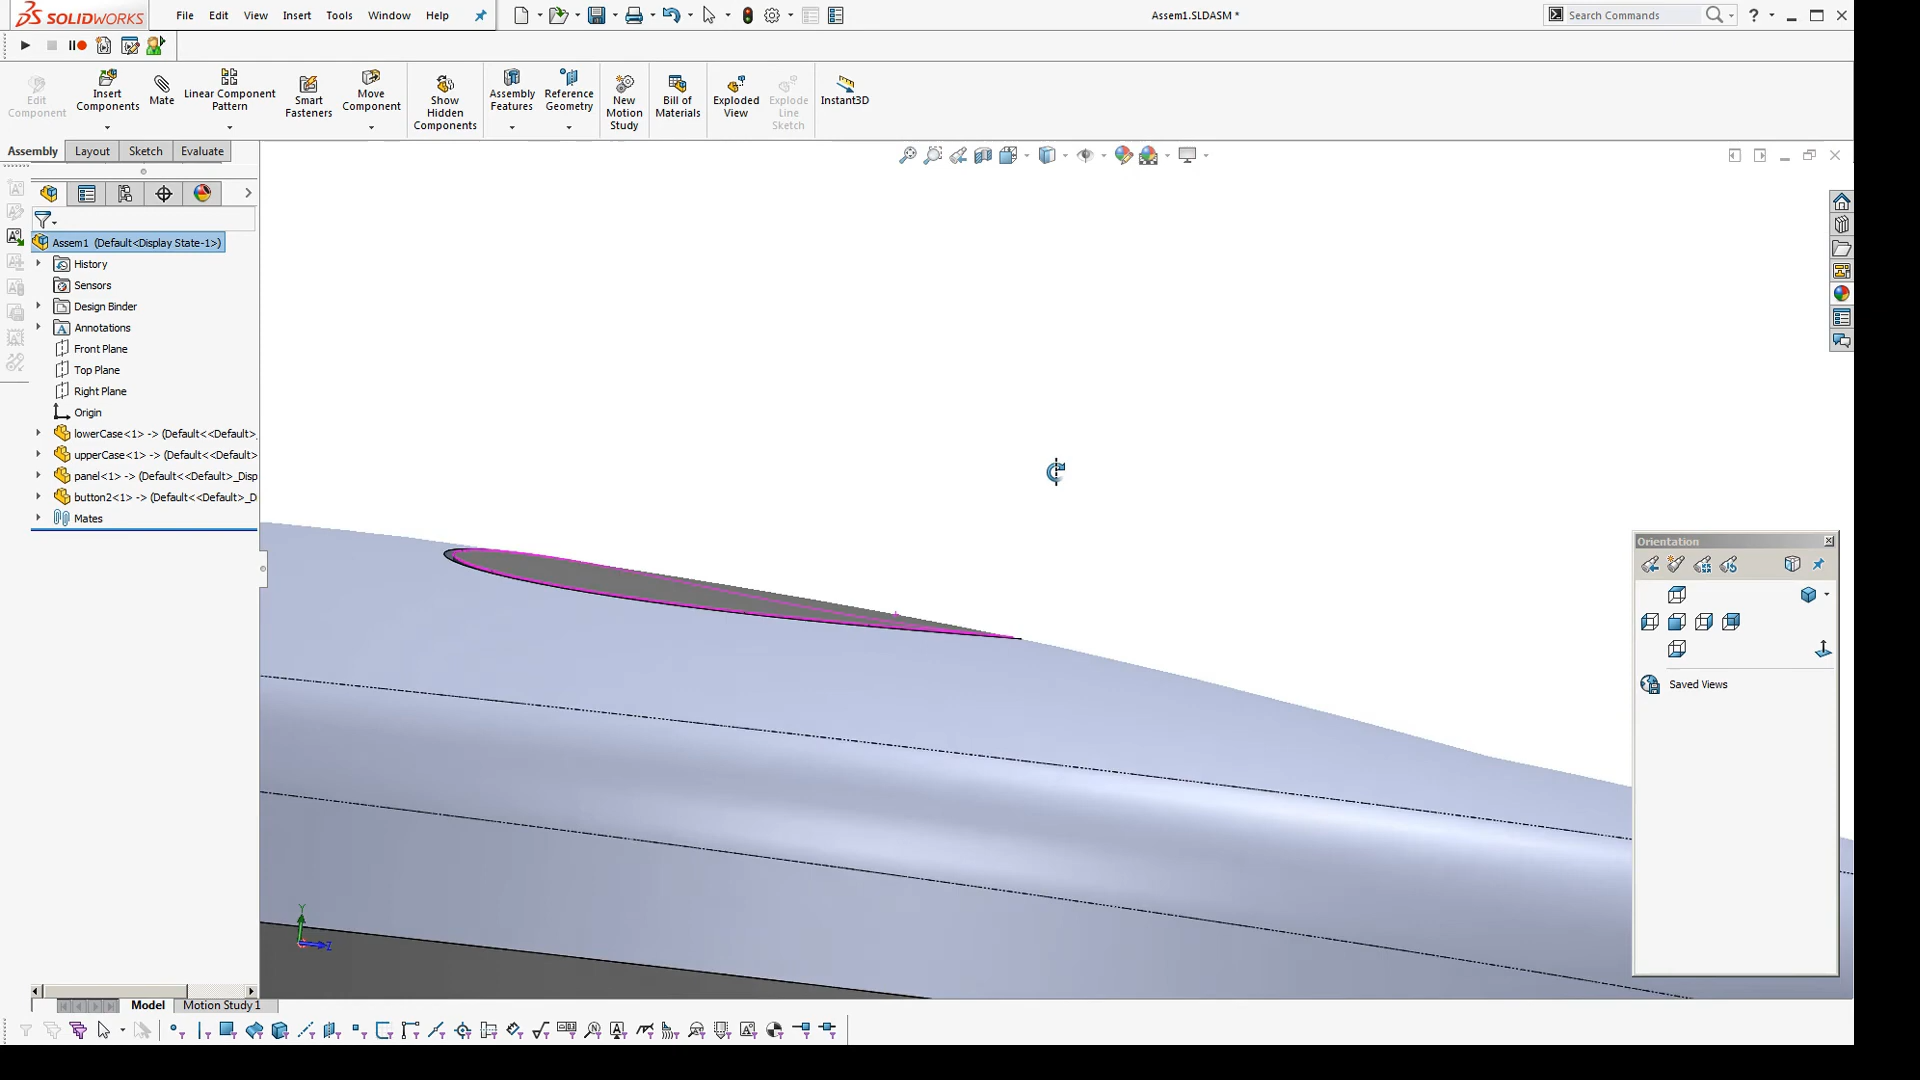 SOLIDWORKS File Edit View Insert Tools Window Help Assem1.SLDASM * Search Commands ?
Edit Component
Insert Components
Mate
Linear Component Pattern
Smart Fasteners
Move Component
Show Hidden Components
Assembly Features
Reference Geometry
New Motion Study
Bill of Materials
Exploded View
Explode Line Sketch
Instant3D
Assembly Layout Sketch Evaluate
Assem1 (Default<Display State-1>)
History
Sensors
Design Binder
Annotations
Front Plane
Top Plane
Right Plane
Origin
lowerCase<1> -> (Default<<Default>_
upperCase<1> -> (Default<<Default>
panel<1> -> (Default<<Default>_Disp
button2<1> -> (Default<<Default>_D
Mates
Orientation
Saved Views
Y
Z
Model Motion Study 1